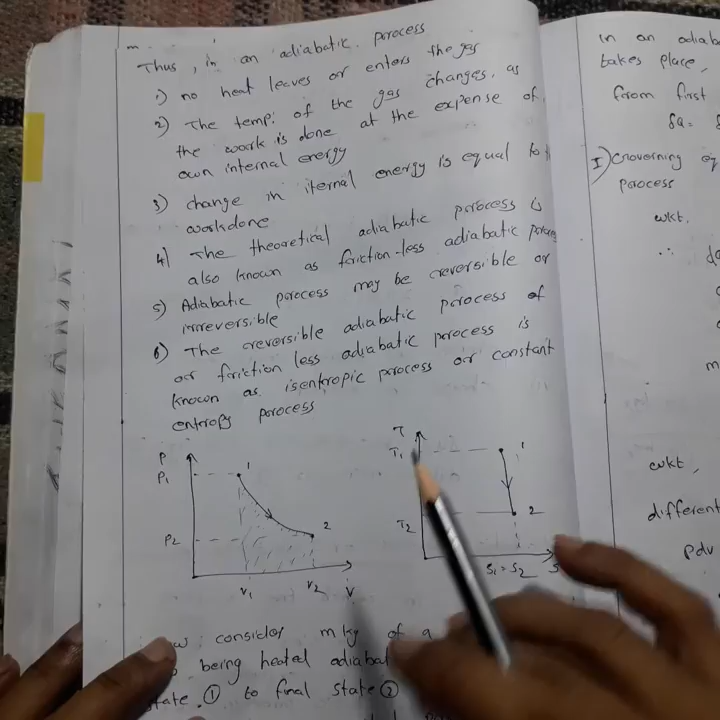 Thus, in an adiabatic process
1) no heat leaves or enters the gas
2) The temp: of the gas changes, as
the work is done at the expense of
own internal energy
3) change in iternal energy is equal to
workdone
4) The theoretical adiabatic process is
also known as friction-less adiabatic
5) Adiabatic process may be reversible or
irreversible
6) The reversible adiabatic process of
or friction less adiabatic process is
known as isentropic process or constant
entropy process
P
P1
1
P2
2
V1 V2 V
T
T1
1
T2
2
S1 = S2
consider m kg of a
being heated
state ① to final state ②
in an
takes place,
from first
I) Governing
process
wkt,
∴
wkt,
different
pdv